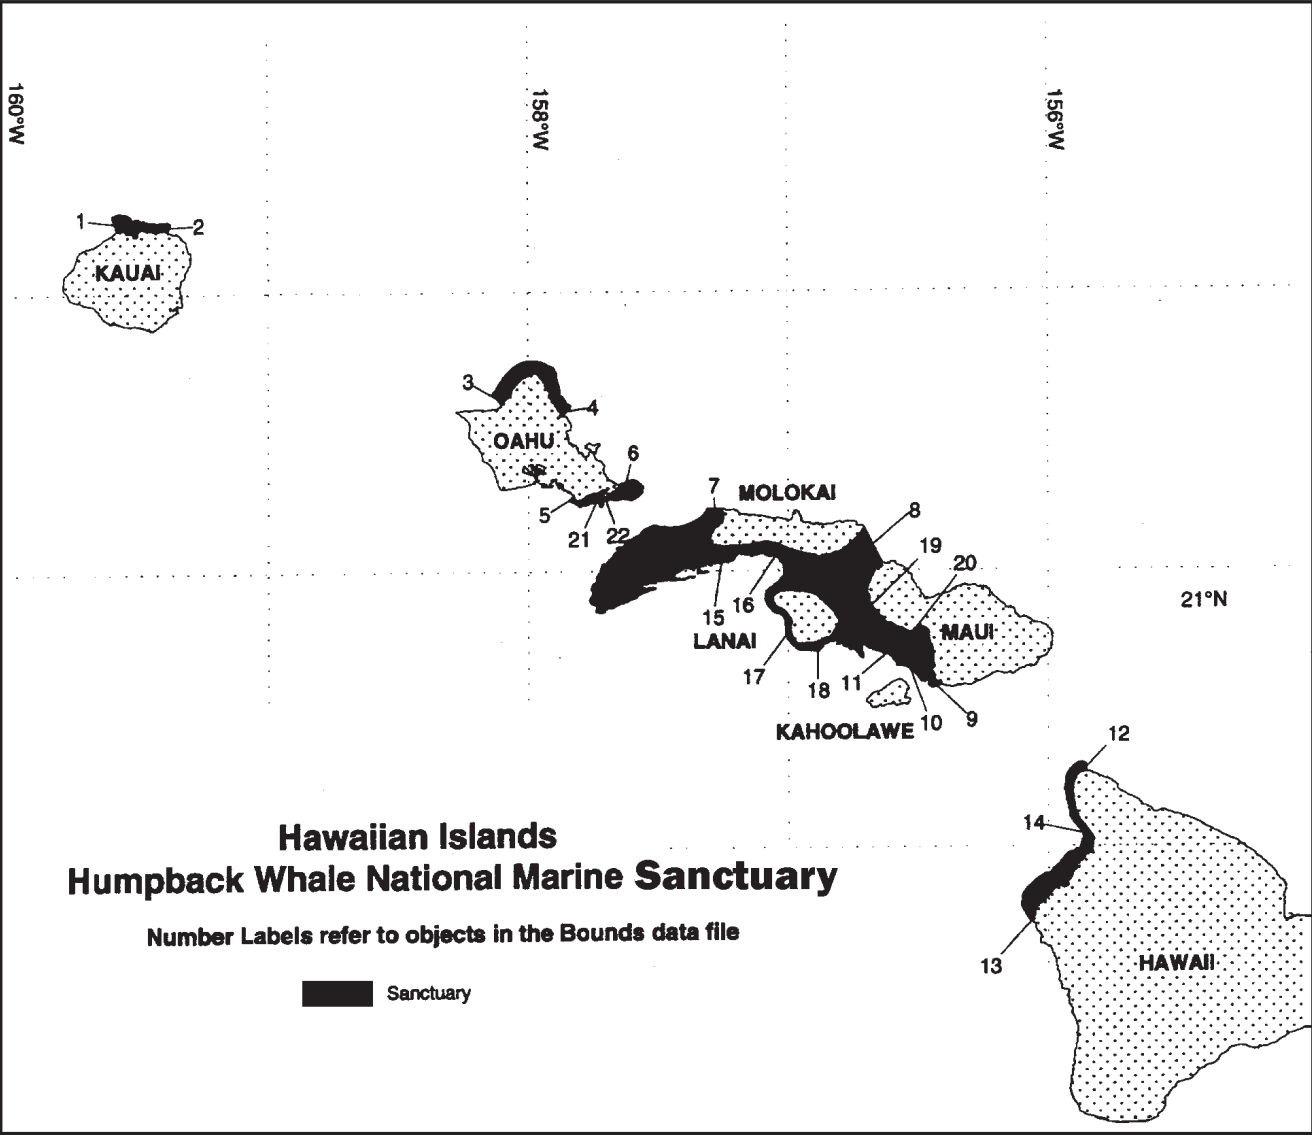 160°W
158°W
156°W
1
2
KAUAI
3
4
OAHU
6
5
21
22
7
MOLOKAI
8
19
20
21°N
16
15
LANAI
MAUI
17
18
11
10
9
KAHOOLAWE
12
14
13
HAWAII
Hawaiian Islands
Humpback Whale National Marine Sanctuary
Number Labels refer to objects in the Bounds data file
Sanctuary